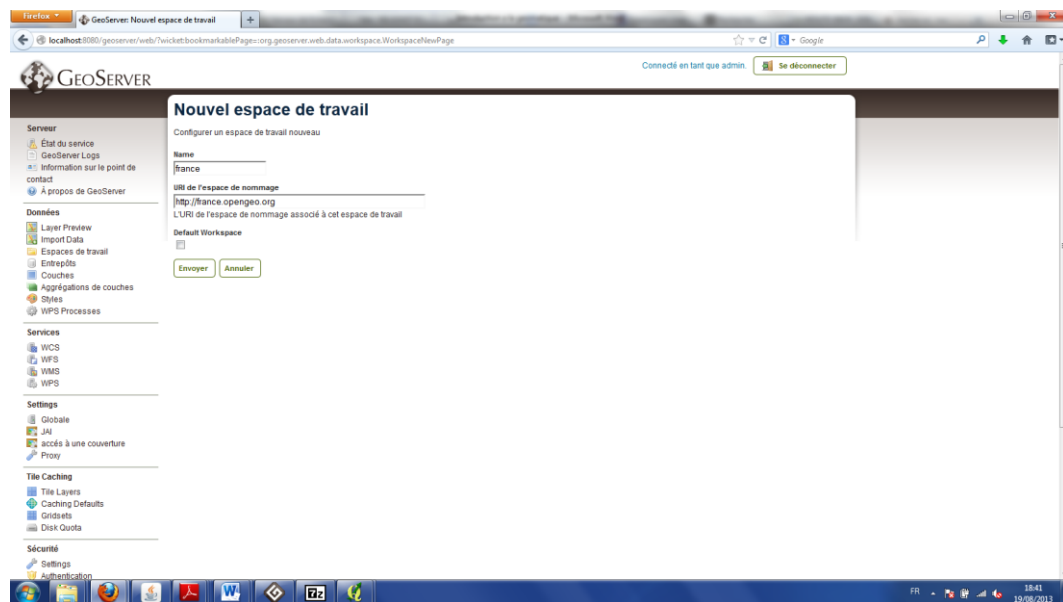 Firefox
GeoServer: Nouvel espace de travail
localhost:8080/geoserver/web/?wicket:bookmarkablePage=:org.geoserver.web.data.workspace.WorkspaceNewPage
Google
GEOSERVER
Connecté en tant que admin.
Se déconnecter
Nouvel espace de travail
Configurer un espace de travail nouveau
Name
france
URI de l'espace de nommage
http://france.opengeo.org
L'URI de l'espace de nommage associé à cet espace de travail
Default Workspace
Envoyer
Annuler
Serveur
État du service
GeoServer Logs
Information sur le point de
contact
À propos de GeoServer
Données
Layer Preview
Import Data
Espaces de travail
Entrepôts
Couches
Aggrégations de couches
Styles
WPS Processes
Services
WCS
WFS
WMS
WPS
Settings
Globale
JAI
accés à une couverture
Proxy
Tile Caching
Tile Layers
Caching Defaults
Gridsets
Disk Quota
Sécurité
Settings
Authentication
FR
18:41
19/08/2013